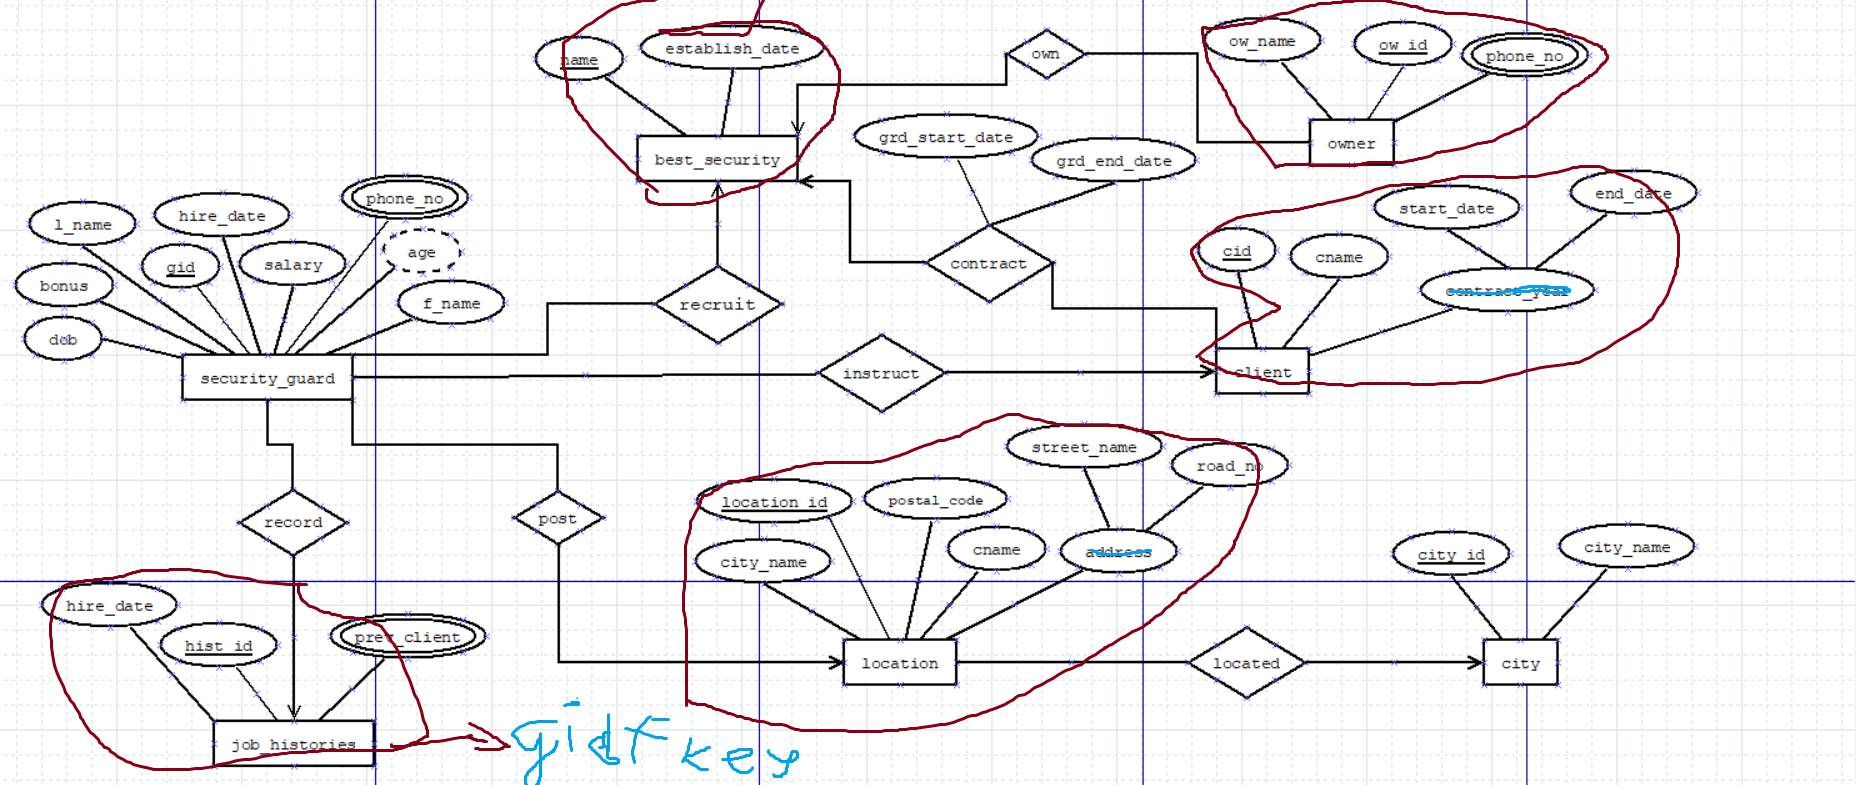 ow_name
ow_id
phone_no
own
name
establish_date
grd_start_date
grd_end_date
best_security
owner
phone_no
hire_date
l_name
end_date
start_date
cid
cname
gid
salary
age
contract
bonus
f_name
contract_year
recruit
dob
security_guard
instruct
client
street_name
road_no
location_id
postal_code
record
post
cname
address
city_id
city_name
city_name
hire_date
hist_id
prev_client
location
located
city
job_histories
gid F
key